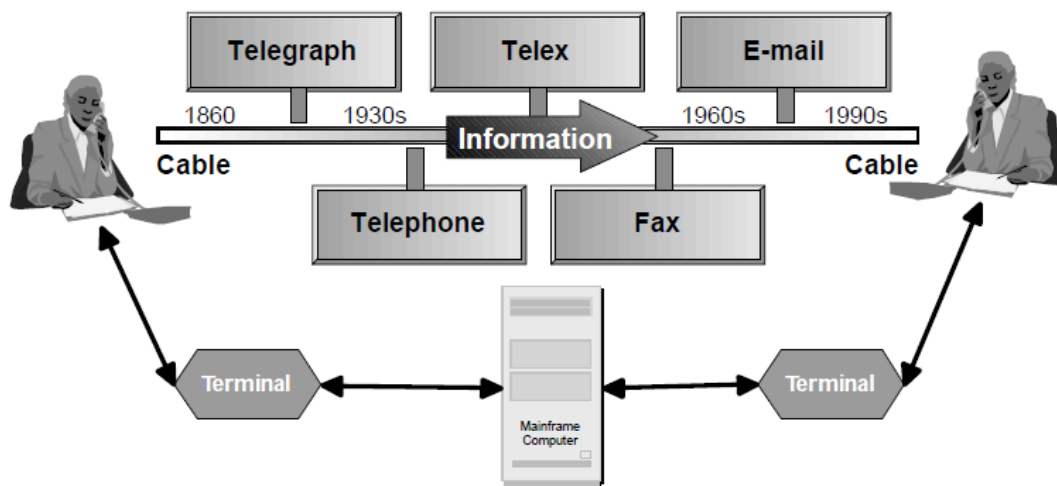 Telegraph
Telex
E-mail
1860
1930s
Information
1960s
1990s
Cable
Cable
Telephone
Fax
Terminal
Mainframe
Computer
Terminal